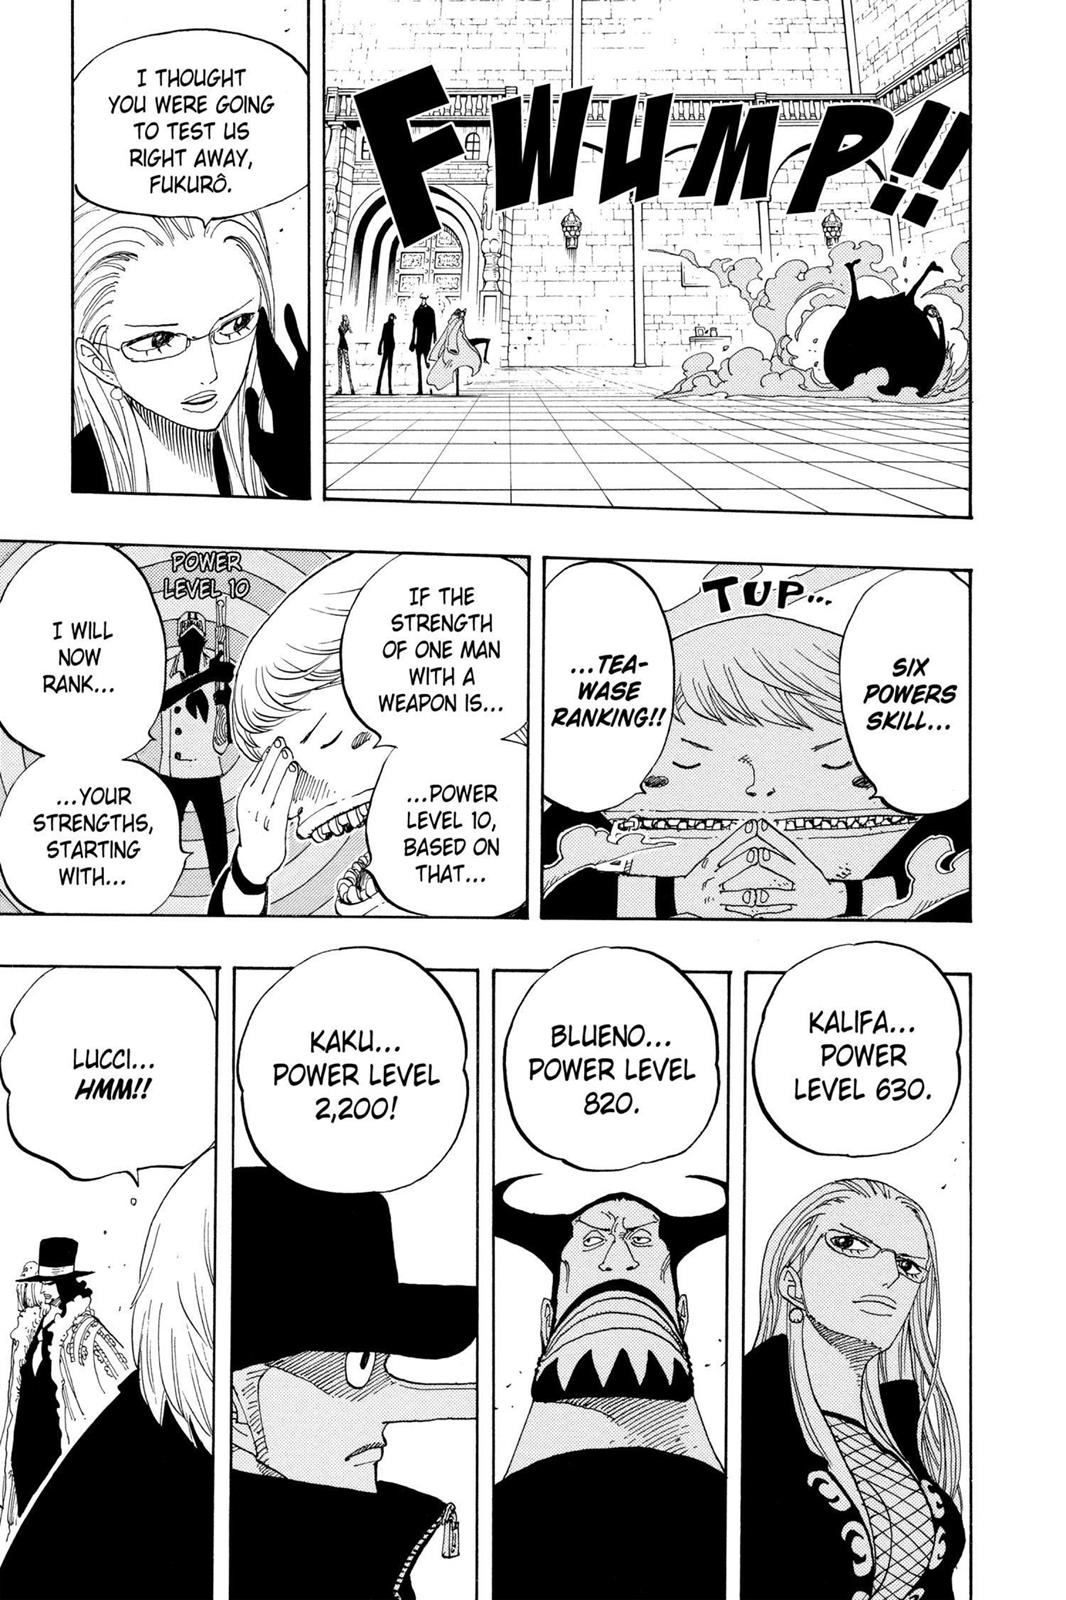 FWUMP!!
I THOUGHT
YOU WERE GOING
TO TEST US
RIGHT AWAY,
FUKURÔ.
TUP...
SIX
POWERS
SKILL...
...TEA-
WASE
RANKING!!
IF THE
STRENGTH
OF ONE MAN
WITH A
WEAPON IS...
...POWER
LEVEL 10,
BASED ON
THAT...
POWER
LEVEL 10
I WILL
NOW
RANK...
...YOUR
STRENGTHS,
STARTING
WITH...
KALIFA...
POWER
LEVEL 630.
BLUENO...
POWER LEVEL
820.
KAKU...
POWER LEVEL
2,200!
LUCCI...
HMM!!